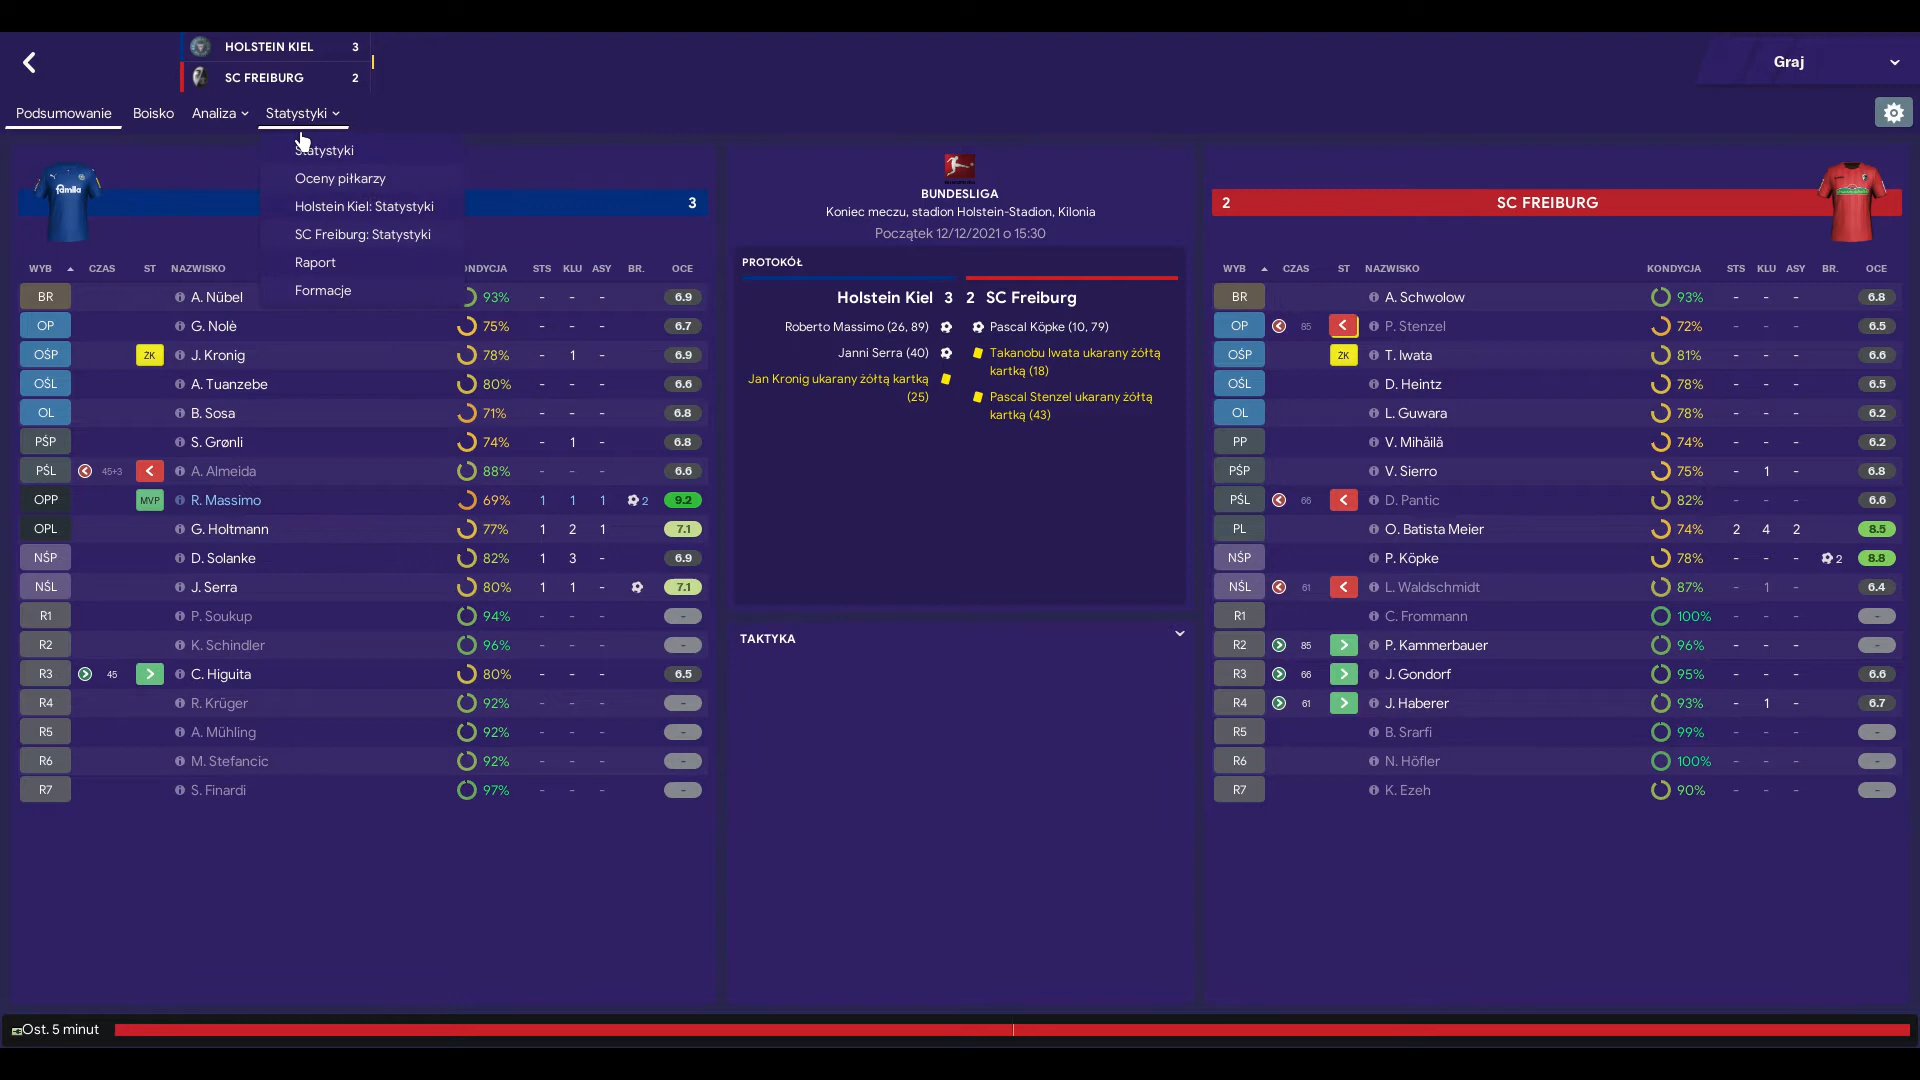 HOLSTEIN KIEL 3
SC FREIBURG 2
Graj
Podsumowanie Boisko Analiza Statystyki
Statystyki
Oceny piłkarzy
Holstein Kiel: Statystyki
SC Freiburg: Statystyki
Raport
Formacje
famila
3
WYB CZAS ST NAZWISKO ONDYCJA STS KLU ASY BR. OCE
BR A. Nübel 93% - - - 6.9
OP G. Nolè 75% - - - 6.7
OŚP ŻK J. Kronig 78% - 1 - 6.9
OŚL A. Tuanzebe 80% - - - 6.6
OL B. Sosa 71% - - - 6.8
PŚP S. Grønli 74% - 1 - 6.8
PŚL 45+3 A. Almeida 88% - - - 6.6
OPP MVP R. Massimo 69% 1 1 1 2 9.2
OPL G. Holtmann 77% 1 2 1 7.1
NŚP D. Solanke 82% 1 3 - 6.9
NŚL J. Serra 80% 1 1 - 7.1
R1 P. Soukup 94% - - - -
R2 K. Schindler 96% - - - -
R3 45 C. Higuita 80% - - - 6.5
R4 R. Krüger 92% - - - -
R5 A. Mühling 92% - - - -
R6 M. Stefancic 92% - - - -
R7 S. Finardi 97% - - - -
BUNDESLIGA
Koniec meczu, stadion Holstein-Stadion, Kilonia
Początek 12/12/2021 o 15:30
PROTOKÓŁ
Holstein Kiel 3 2 SC Freiburg
Roberto Massimo (26, 89)
Janni Serra (40)
Jan Kronig ukarany żółtą kartką
(25)
Pascal Köpke (10, 79)
Takanobu Iwata ukarany żółtą
kartką (18)
Pascal Stenzel ukarany żółtą
kartką (43)
TAKTYKA
2 SC FREIBURG
WYB CZAS ST NAZWISKO KONDYCJA STS KLU ASY BR. OCE
BR A. Schwolow 93% - - - 6.8
OP 85 P. Stenzel 72% - - - 6.5
OŚP ŻK T. Iwata 81% - - - 6.6
OŚL D. Heintz 78% - - - 6.5
OL L. Guwara 78% - - - 6.2
PP V. Mihăilă 74% - - - 6.2
PŚP V. Sierro 75% - 1 - 6.8
PŚL 66 D. Pantic 82% - - - 6.6
PL O. Batista Meier 74% 2 4 2 8.5
NŚP P. Köpke 78% - - - 2 8.8
NŚL 61 L. Waldschmidt 87% - 1 - 6.4
R1 C. Frommann 100% - - - -
R2 85 P. Kammerbauer 96% - - - -
R3 66 J. Gondorf 95% - - - 6.6
R4 61 J. Haberer 93% - 1 - 6.7
R5 B. Srarfi 99% - - - -
R6 N. Höfler 100% - - - -
R7 K. Ezeh 90% - - - -
Ost. 5 minut